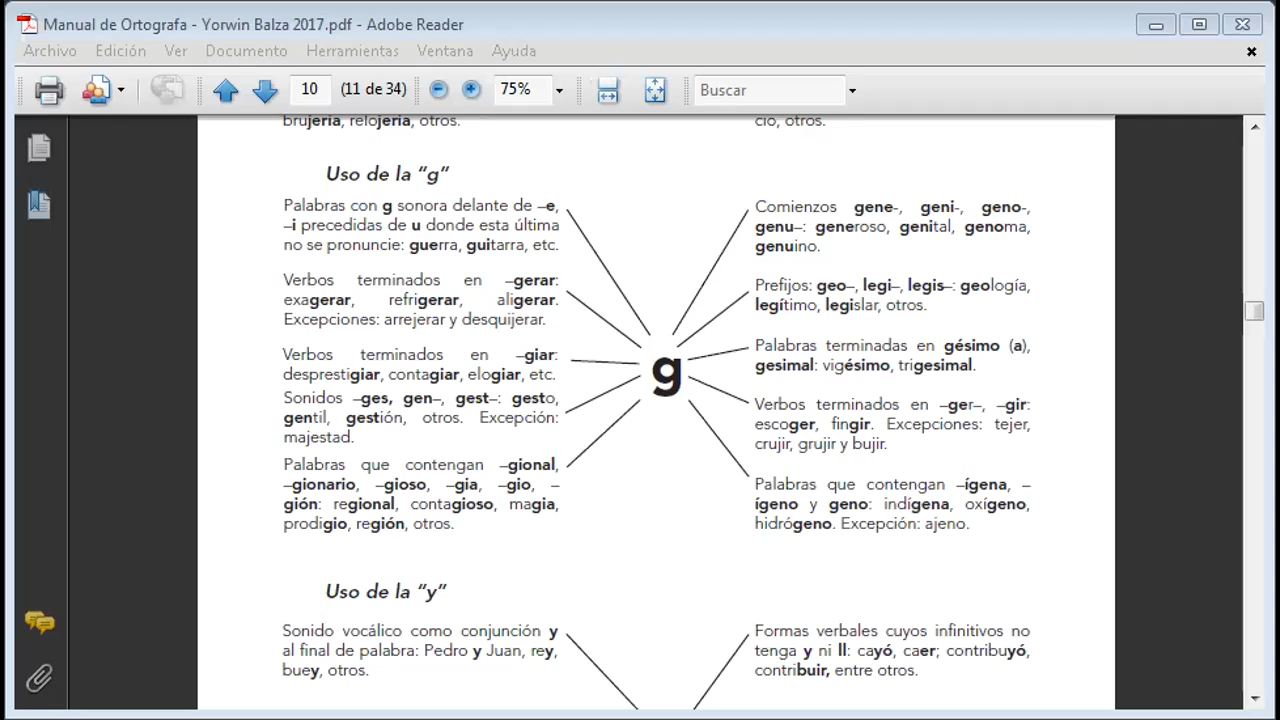 Manual de Ortografa - Yorwin Balza 2017.pdf - Adobe Reader
Archivo Edición Ver Documento Herramientas Ventana Ayuda
10 (11 de 34) 75% Buscar
brujería, relojería, otros.
cio, otros.
Uso de la “g”
Palabras con g sonora delante de –e,
–i precedidas de u donde esta última
no se pronuncie: guerra, guitarra, etc.
Verbos terminados en –gerar:
exagerar, refrigerar, aligerar.
Excepciones: arrejerar y desquijerar.
Verbos terminados en –giar:
desprestigiar, contagiar, elogiar, etc.
Sonidos –ges, gen–, gest–: gesto,
gentil, gestión, otros. Excepción:
majestad.
Palabras que contengan –gional,
–gionario, –gioso, –gia, –gio, –
gión: regional, contagioso, magia,
prodigio, región, otros.
g
Comienzos gene-, geni-, geno-,
genu–: generoso, genital, genoma,
genuino.
Prefijos: geo–, legi–, legis–: geología,
legítimo, legislar, otros.
Palabras terminadas en gésimo (a),
gesimal: vigésimo, trigesimal.
Verbos terminados en –ger–, –gir:
escoger, fingir. Excepciones: tejer,
crujir, grujir y bujir.
Palabras que contengan –ígena, –
ígeno y geno: indígena, oxígeno,
hidrógeno. Excepción: ajeno.
Uso de la “y”
Sonido vocálico como conjunción y
al final de palabra: Pedro y Juan, rey,
buey, otros.
Formas verbales cuyos infinitivos no
tenga y ni ll: cayó, caer; contribuyó,
contribuir, entre otros.